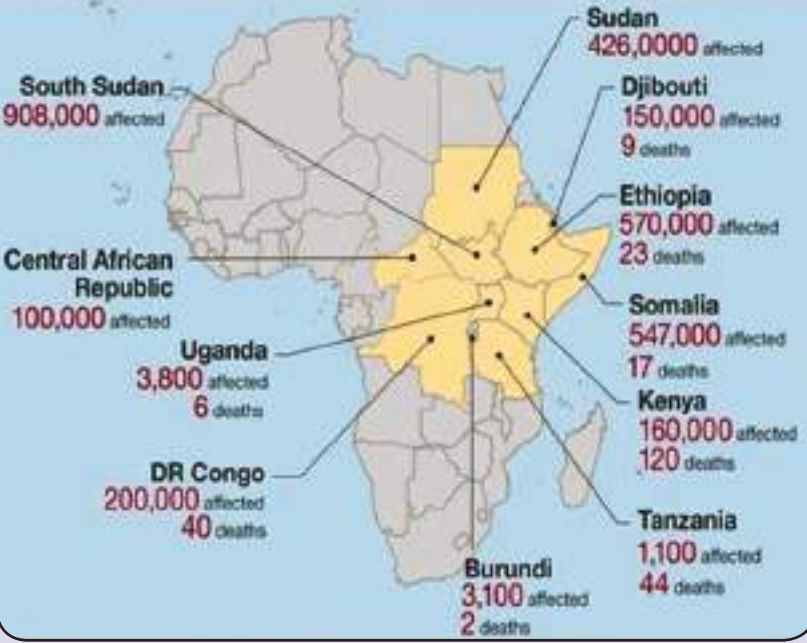 Sudan
426,0000 affected
South Sudan
908,000 affected
Djibouti
150,000 affected
9 deaths
Ethiopia
570,000 affected
23 deaths
Central African
Republic
100,000 affected
Somalia
547,000 affected
17 deaths
Uganda
3,800 affected
6 deaths
Kenya
160,000 affected
120 deaths
DR Congo
200,000 affected
40 deaths
Tanzania
1,100 affected
44 deaths
Burundi
3,100 affected
2 deaths